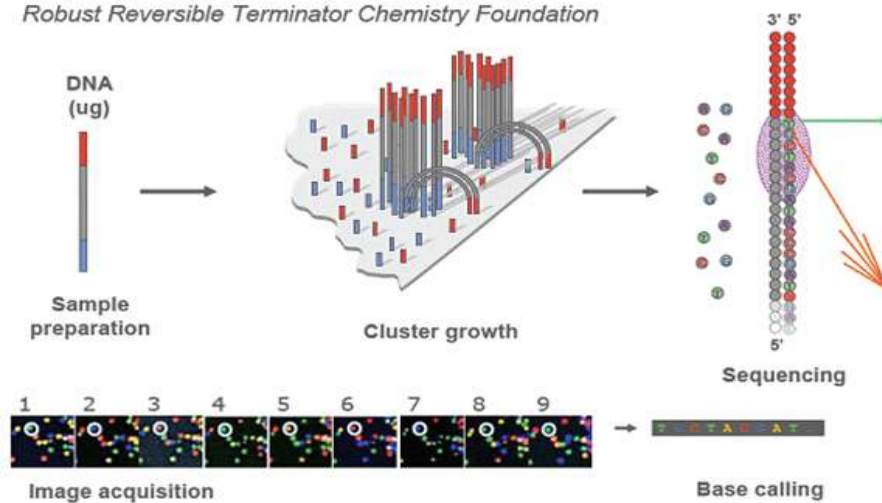 Robust Reversible Terminator Chemistry Foundation
DNA
(ug)
3' 5'
Sample
preparation
Cluster growth
5'
Sequencing
1 2 3 4 5 6 7 8 9
Image acquisition
Base calling